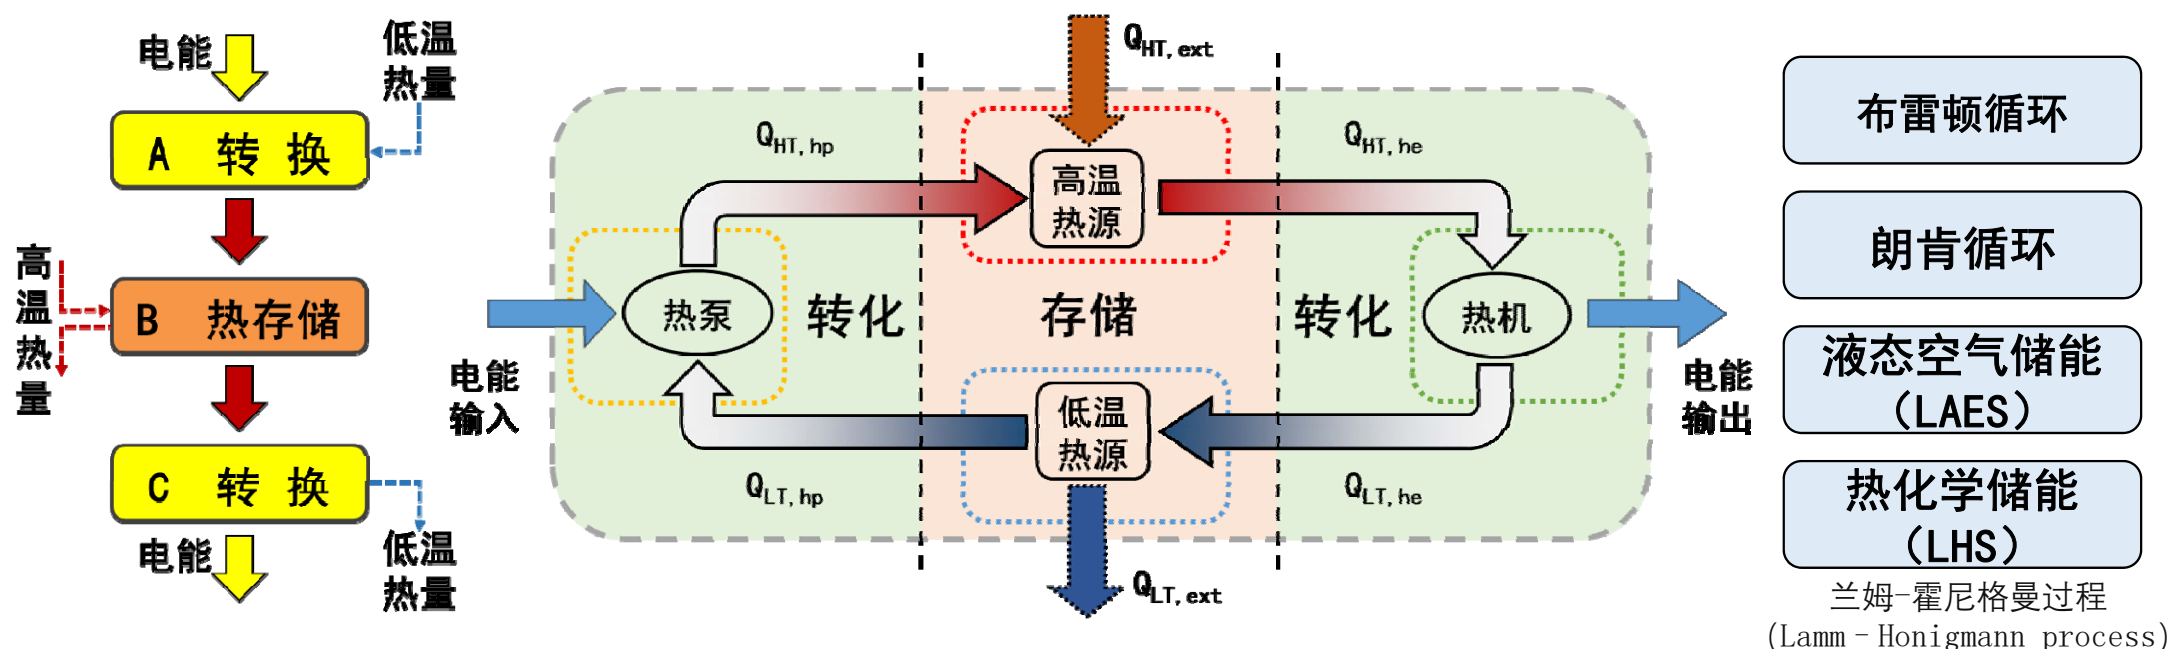 电能
低温
热量
A 转 换
高
温
热
量
B 热存储
C 转 换
电能
低温
热量
Q_HT,ext
Q_HT,hp
Q_HT,he
高温
热源
热泵
转化
存储
转化
热机
电能
输入
电能
输出
低温
热源
Q_LT,hp
Q_LT,he
Q_LT,ext
布雷顿循环
朗肯循环
液态空气储能
（LAES）
热化学储能
（LHS）
兰姆-霍尼格曼过程
(Lamm–Honigmann process)